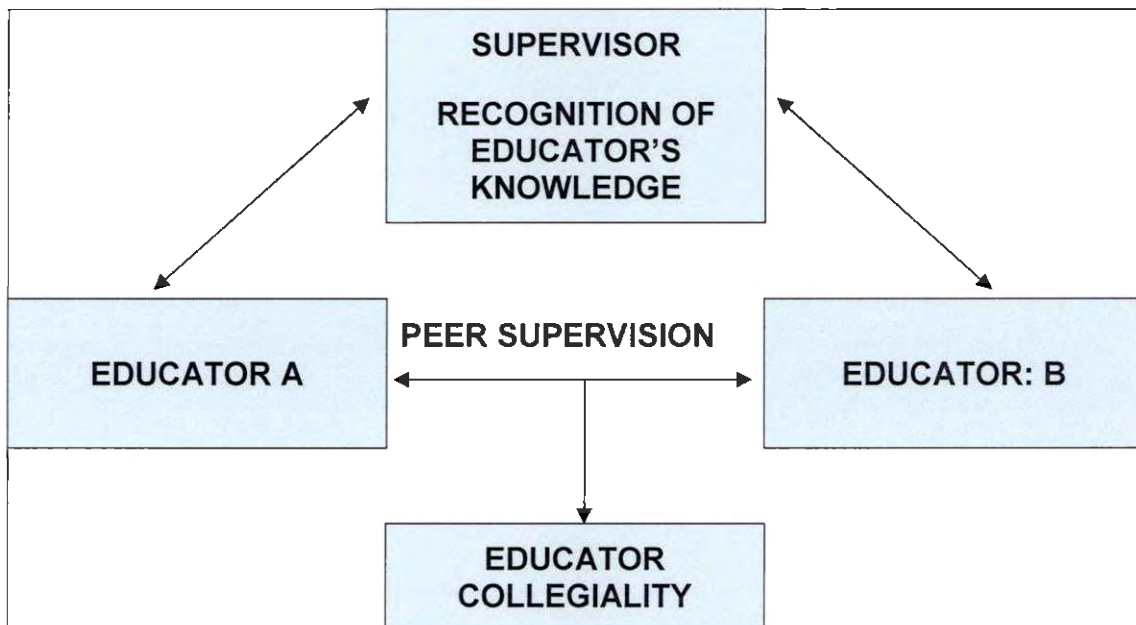 SUPERVISOR
RECOGNITION OF
EDUCATOR'S
KNOWLEDGE
PEER SUPERVISION
EDUCATOR A
EDUCATOR: B
EDUCATOR
COLLEGIALITY